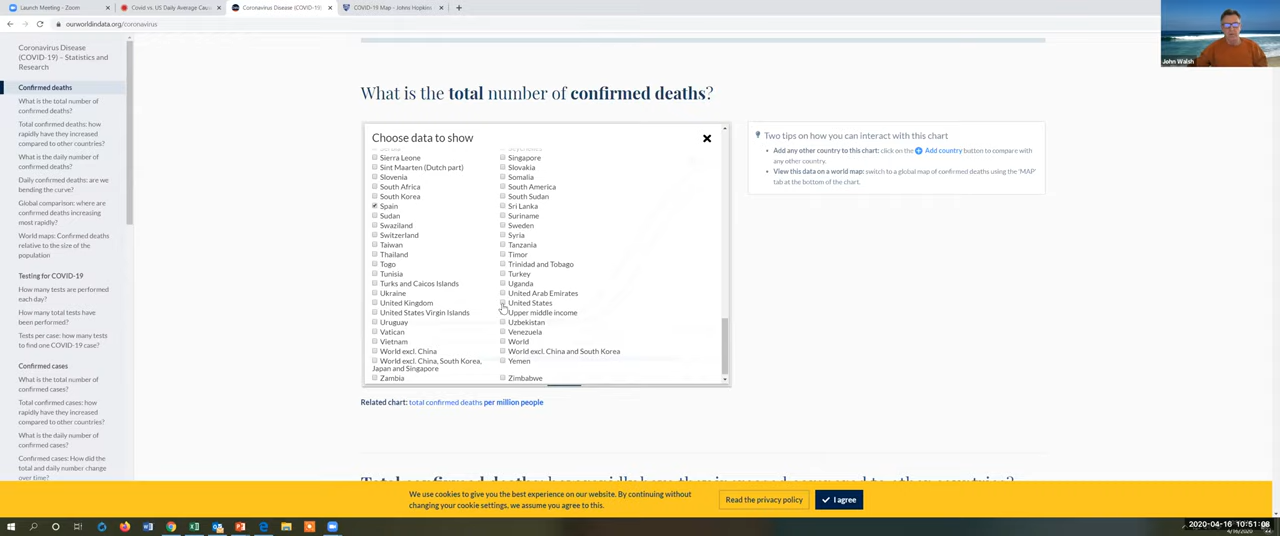 Launch Meeting - Zoom
Covid vs. US Daily Average Cau
Coronavirus Disease (COVID-19)
COVID-19 Map - Johns Hopkins
ourworldindata.org/coronavirus
John Walsh
Coronavirus Disease
(COVID-19) – Statistics and
Research
Confirmed deaths
What is the total number of
confirmed deaths?
Total confirmed deaths: how
rapidly have they increased
compared to other countries?
What is the daily number of
confirmed deaths?
Daily confirmed deaths: are we
bending the curve?
Global comparison: where are
confirmed deaths increasing
most rapidly?
World maps: Confirmed deaths
relative to the size of the
population
Testing for COVID-19
How many tests are performed
each day?
How many total tests have
been performed?
Tests per case: how many tests
to find one COVID-19 case?
Confirmed cases
What is the total number of
confirmed cases?
Total confirmed cases: how
rapidly have they increased
compared to other countries?
What is the daily number of
confirmed cases?
Confirmed cases: How did the
total and daily number change
over time?
What is the total number of confirmed deaths?
Choose data to show
Sierra Leone
Singapore
Sint Maarten (Dutch part)
Slovakia
Slovenia
Somalia
South Africa
South America
South Korea
South Sudan
Spain
Sri Lanka
Sudan
Suriname
Swaziland
Sweden
Switzerland
Syria
Taiwan
Tanzania
Thailand
Timor
Togo
Trinidad and Tobago
Tunisia
Turkey
Turks and Caicos Islands
Uganda
Ukraine
United Arab Emirates
United Kingdom
United States
United States Virgin Islands
Upper middle income
Uruguay
Uzbekistan
Vatican
Venezuela
Vietnam
World
World excl. China
World excl. China and South Korea
World excl. China, South Korea,
Japan and Singapore
Yemen
Zambia
Zimbabwe
Two tips on how you can interact with this chart
Add any other country to this chart: click on the Add country button to compare with
any other country.
View this data on a world map: switch to a global map of confirmed deaths using the 'MAP'
tab at the bottom of the chart.
Related chart: total confirmed deaths per million people
We use cookies to give you the best experience on our website. By continuing without
changing your cookie settings, we assume you agree to this.
Read the privacy policy
I agree
2020-04-16 10:51:08
4/16/2020